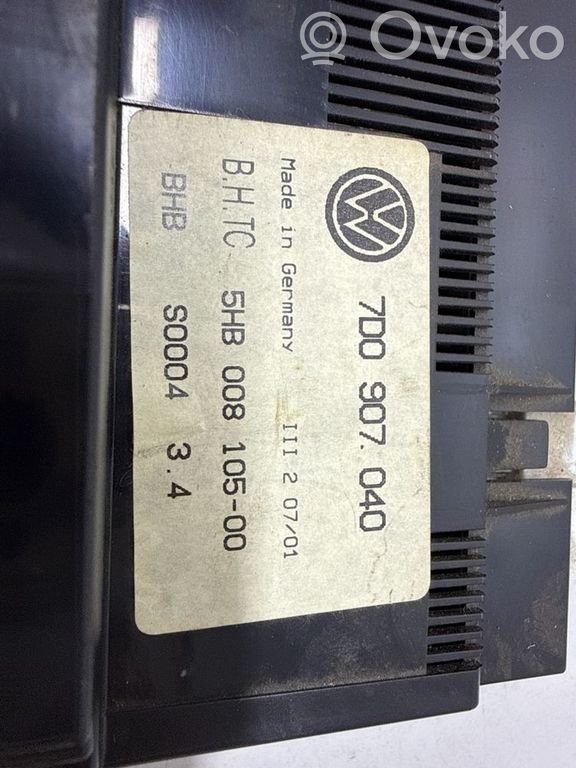 Ovoko
7D0 907.040
Made in Germany III 2 07/01
B.H.TC 5HB 008 105-00
BHB S0004 3.4